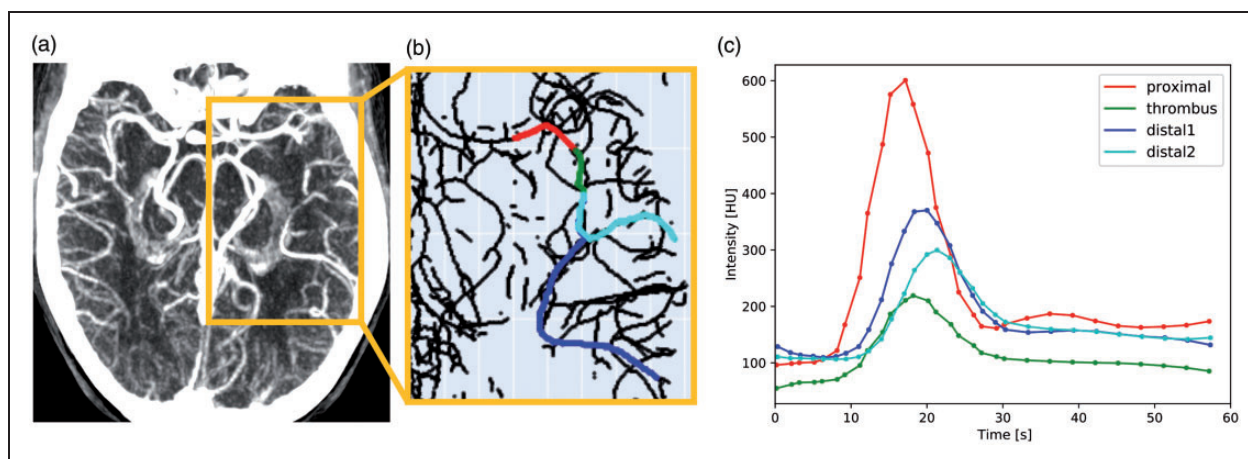 (a)
(b)
(c)
600
500
400
300
200
100
Intensity [HU]
proximal
thrombus
distal1
distal2
0
10
20
30
40
50
60
Time [s]